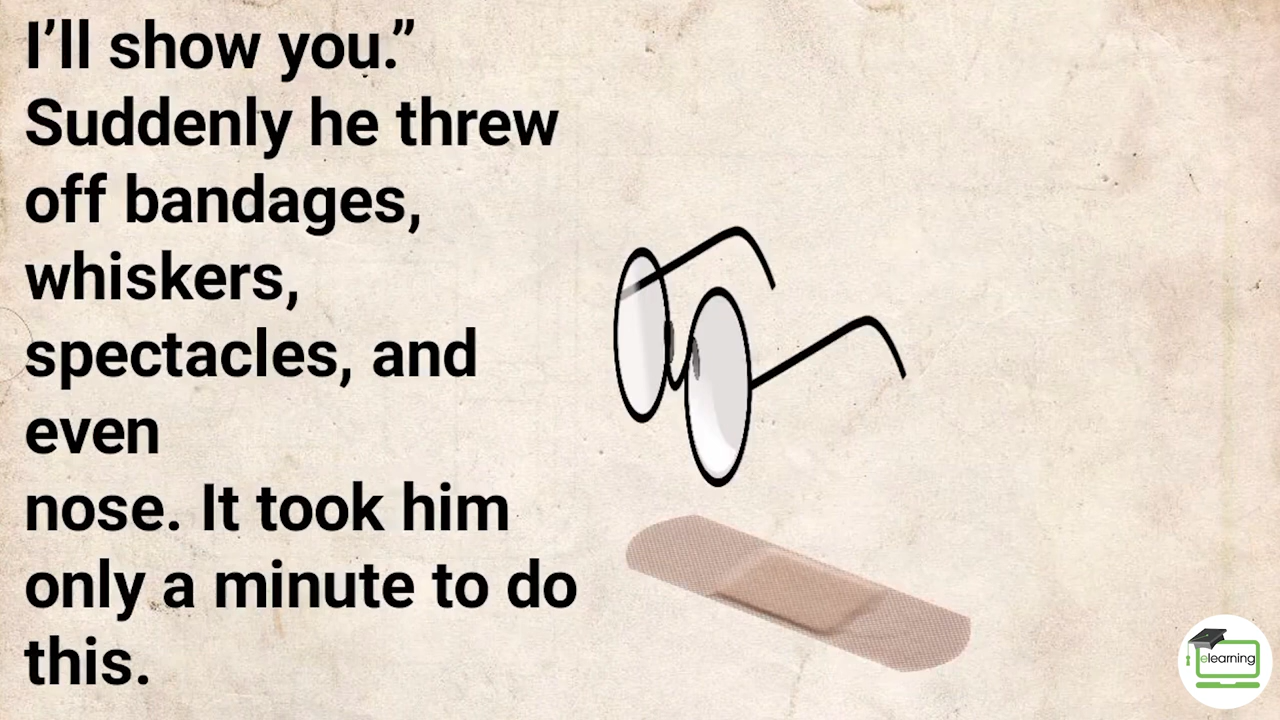 I’ll show you.”
Suddenly he threw
off bandages,
whiskers,
spectacles, and
even
nose. It took him
only a minute to do
this.
elearning